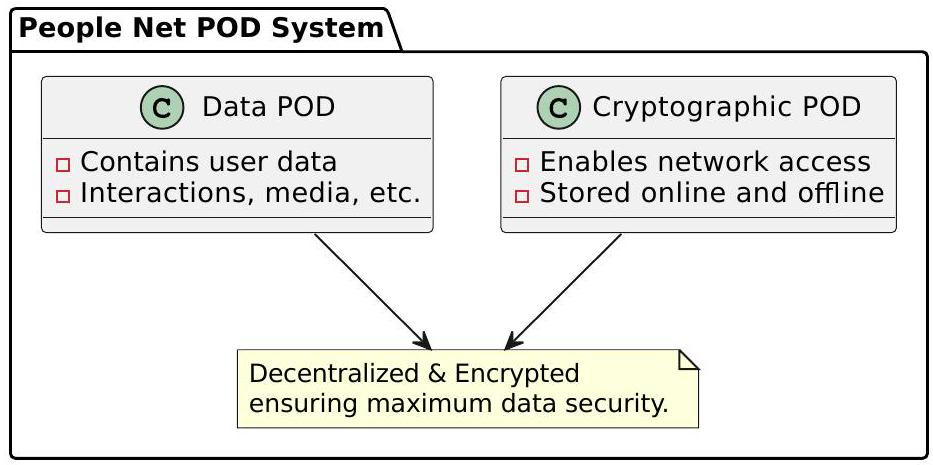 People Net POD System
C Data POD
Contains user data
Interactions, media, etc.
C Cryptographic POD
Enables network access
Stored online and offline
Decentralized & Encrypted
ensuring maximum data security.